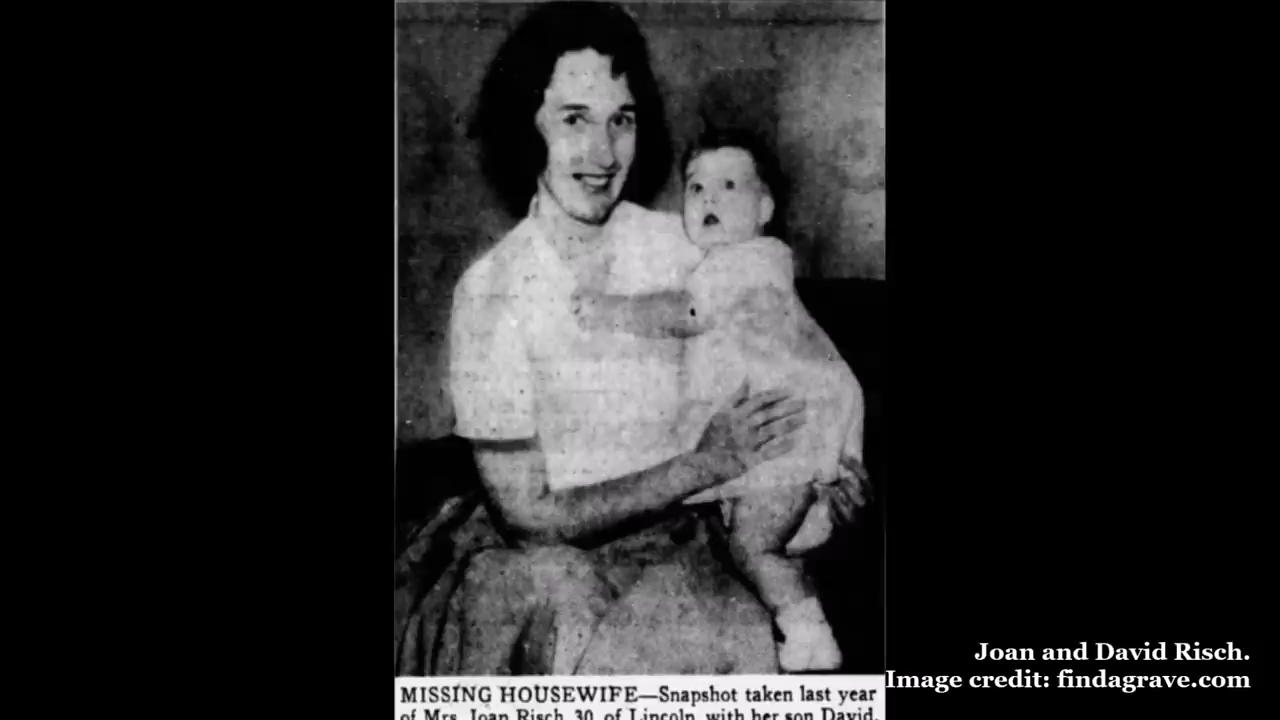 MISSING HOUSEWIFE—Snapshot taken last year
of Mrs. Joan Risch, 30, of Lincoln, with her son David.
Joan and David Risch.
Image credit: findagrave.com